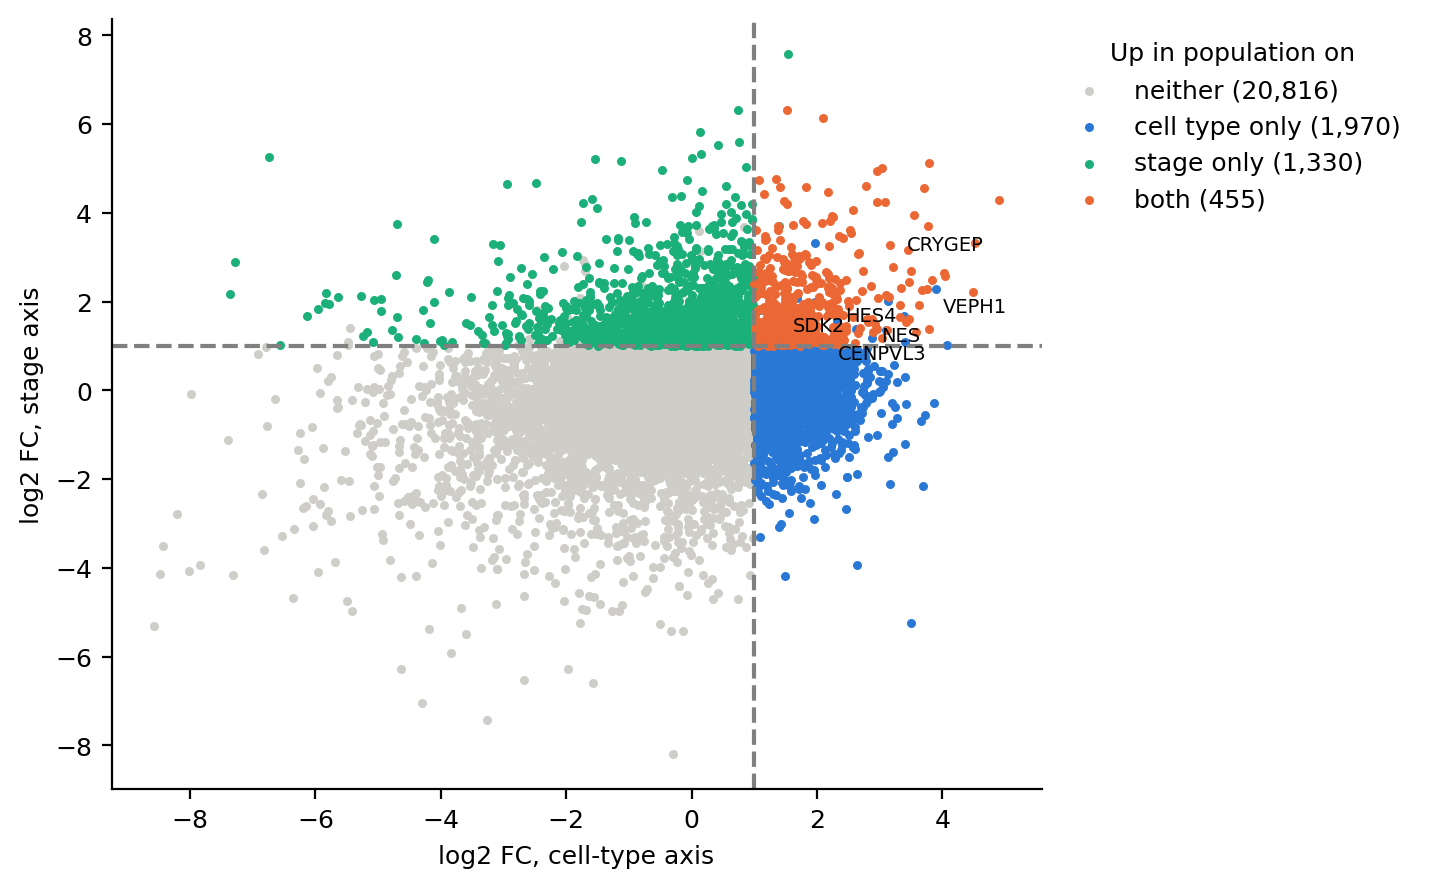 Up in population on
neither (20,816)
cell type only (1,970)
stage only (1,330)
both (455)
8
6
4
2
0
−2
−4
−6
−8
log2 FC, stage axis
CRYGEP
VEPH1
HES4
SDK2
NES
CENPVL3
−8
−6
−4
−2
0
2
4
log2 FC, cell-type axis